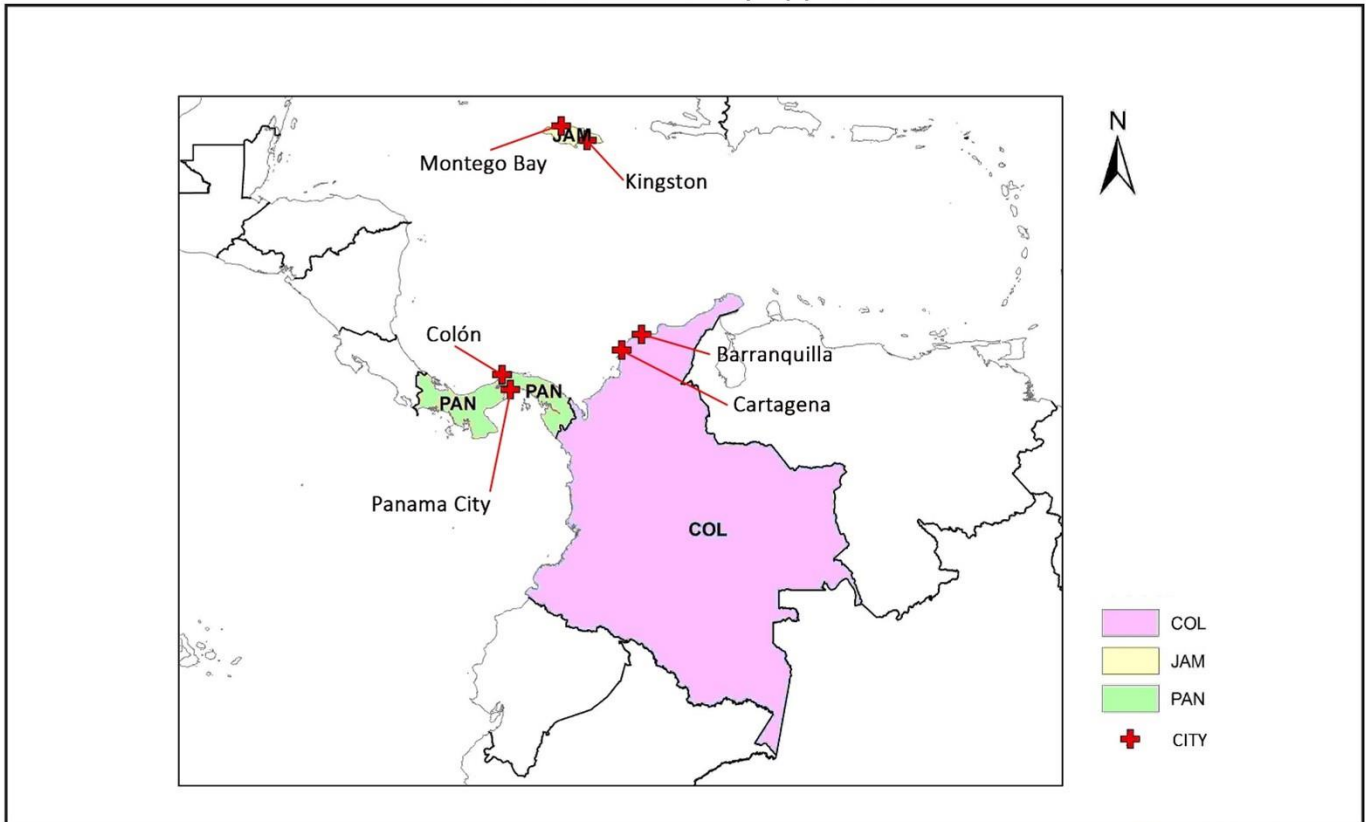 N
JAM
Montego Bay
Kingston
Colón
Barranquilla
PAN
PAN
Cartagena
Panama City
COL
COL
JAM
PAN
CITY